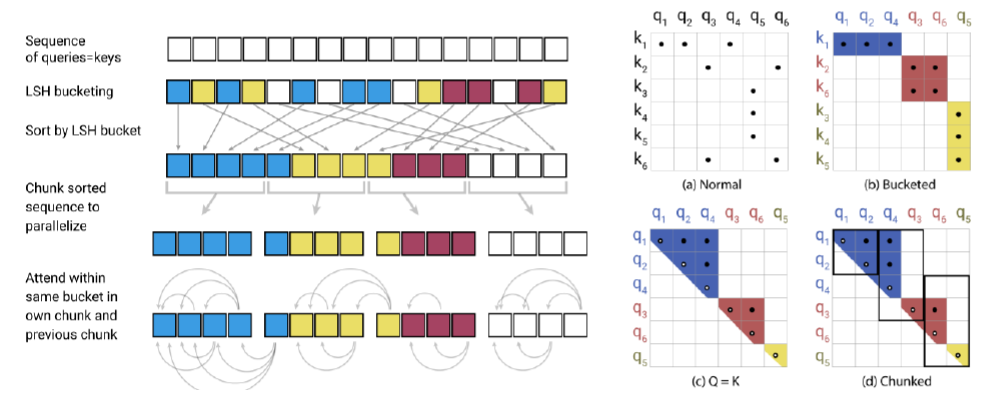 Sequence
of queries=keys
LSH bucketing
Sort by LSH bucket
Chunk sorted
sequence to
parallelize
Attend within
same bucket in
own chunk and
previous chunk
q1 q2 q3 q4 q5 q6
k1
k2
k3
k4
k5
k6
(a) Normal
q1 q2 q4 q3 q6 q5
k1
k2
k6
k3
k4
k5
(b) Bucketed
q1 q2 q4 q3 q6 q5
q1
q2
q4
q3
q6
q5
(c) Q = K
q1 q2 q4 q3 q6 q5
q1
q2
q4
q3
q6
q5
(d) Chunked